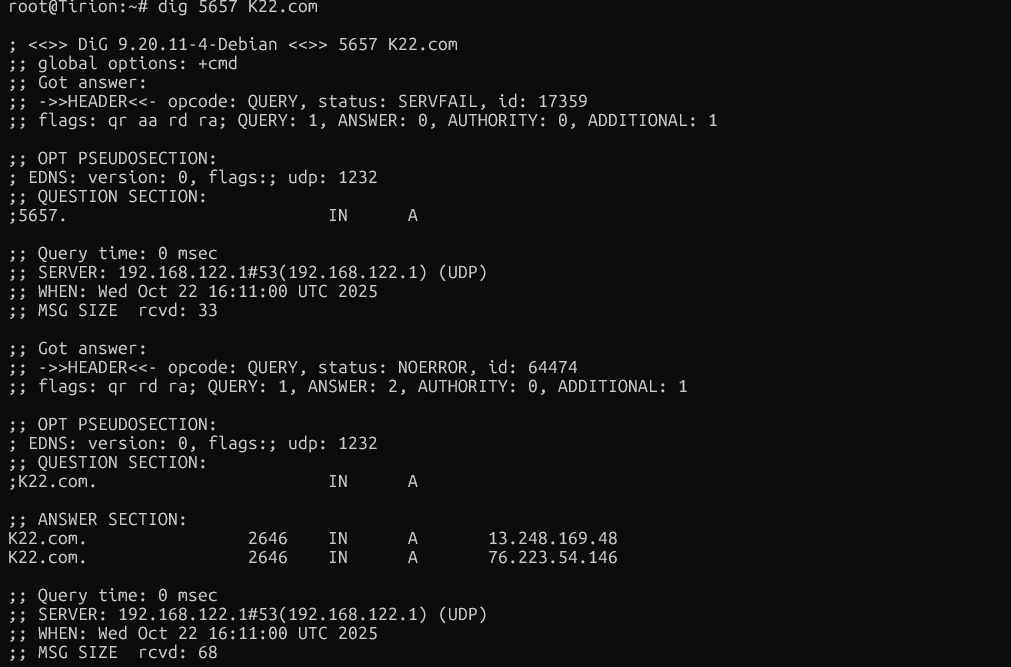 root@Tirion:~# dig 5657 K22.com

; <<>> DiG 9.20.11-4-Debian <<>> 5657 K22.com
;; global options: +cmd
;; Got answer:
;; ->>HEADER<<- opcode: QUERY, status: SERVFAIL, id: 17359
;; flags: qr aa rd ra; QUERY: 1, ANSWER: 0, AUTHORITY: 0, ADDITIONAL: 1

;; OPT PSEUDOSECTION:
; EDNS: version: 0, flags:; udp: 1232
;; QUESTION SECTION:
;5657.                          IN      A

;; Query time: 0 msec
;; SERVER: 192.168.122.1#53(192.168.122.1) (UDP)
;; WHEN: Wed Oct 22 16:11:00 UTC 2025
;; MSG SIZE  rcvd: 33

;; Got answer:
;; ->>HEADER<<- opcode: QUERY, status: NOERROR, id: 64474
;; flags: qr rd ra; QUERY: 1, ANSWER: 2, AUTHORITY: 0, ADDITIONAL: 1

;; OPT PSEUDOSECTION:
; EDNS: version: 0, flags:; udp: 1232
;; QUESTION SECTION:
;K22.com.                       IN      A

;; ANSWER SECTION:
K22.com.                2646    IN      A       13.248.169.48
K22.com.                2646    IN      A       76.223.54.146

;; Query time: 0 msec
;; SERVER: 192.168.122.1#53(192.168.122.1) (UDP)
;; WHEN: Wed Oct 22 16:11:00 UTC 2025
;; MSG SIZE  rcvd: 68